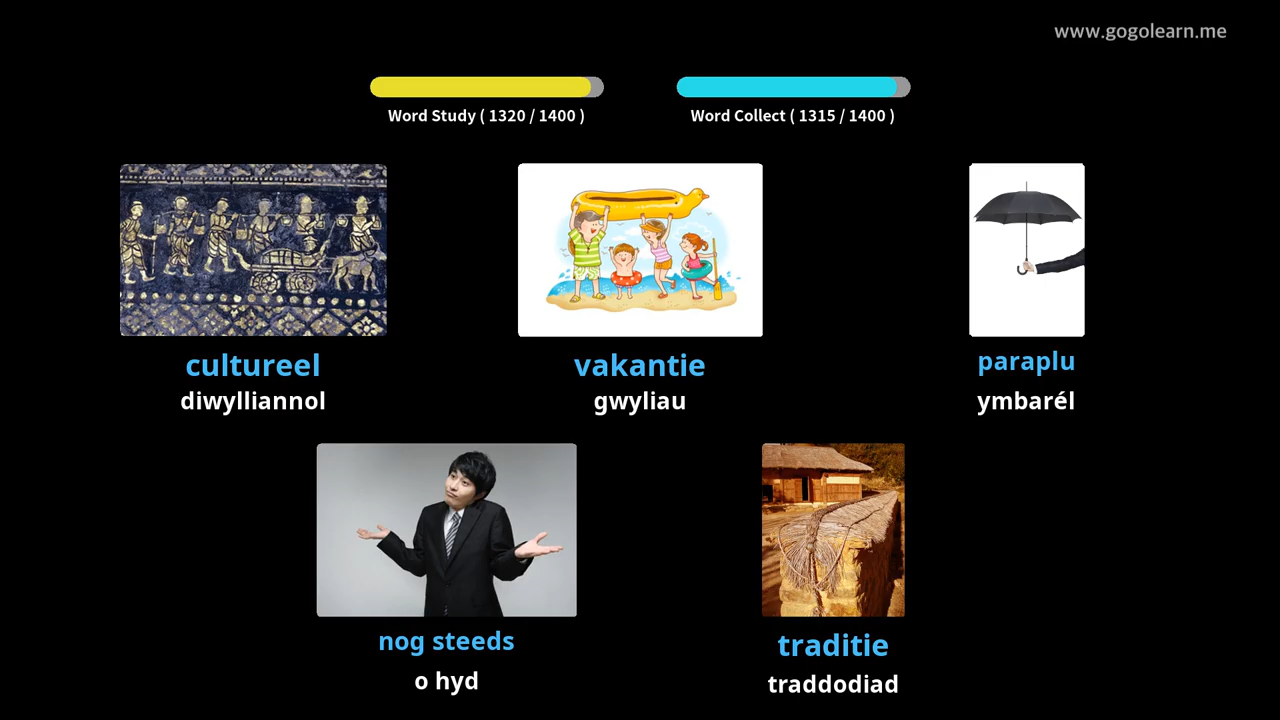 www.gogolearn.me
Word Study ( 1320 / 1400 )
Word Collect ( 1315 / 1400 )
cultureel
diwylliannol
vakantie
gwyliau
paraplu
ymbarél
nog steeds
o hyd
traditie
traddodiad